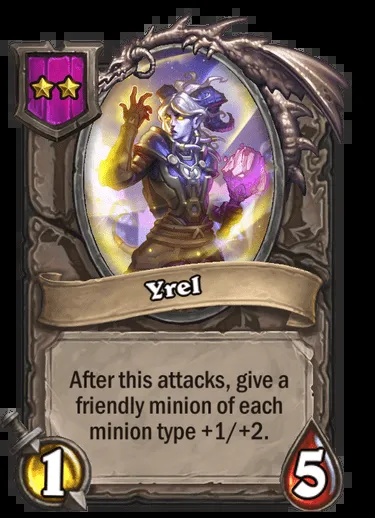 Yrel
After this attacks, give a
friendly minion of each
minion type +1/+2.
1
5